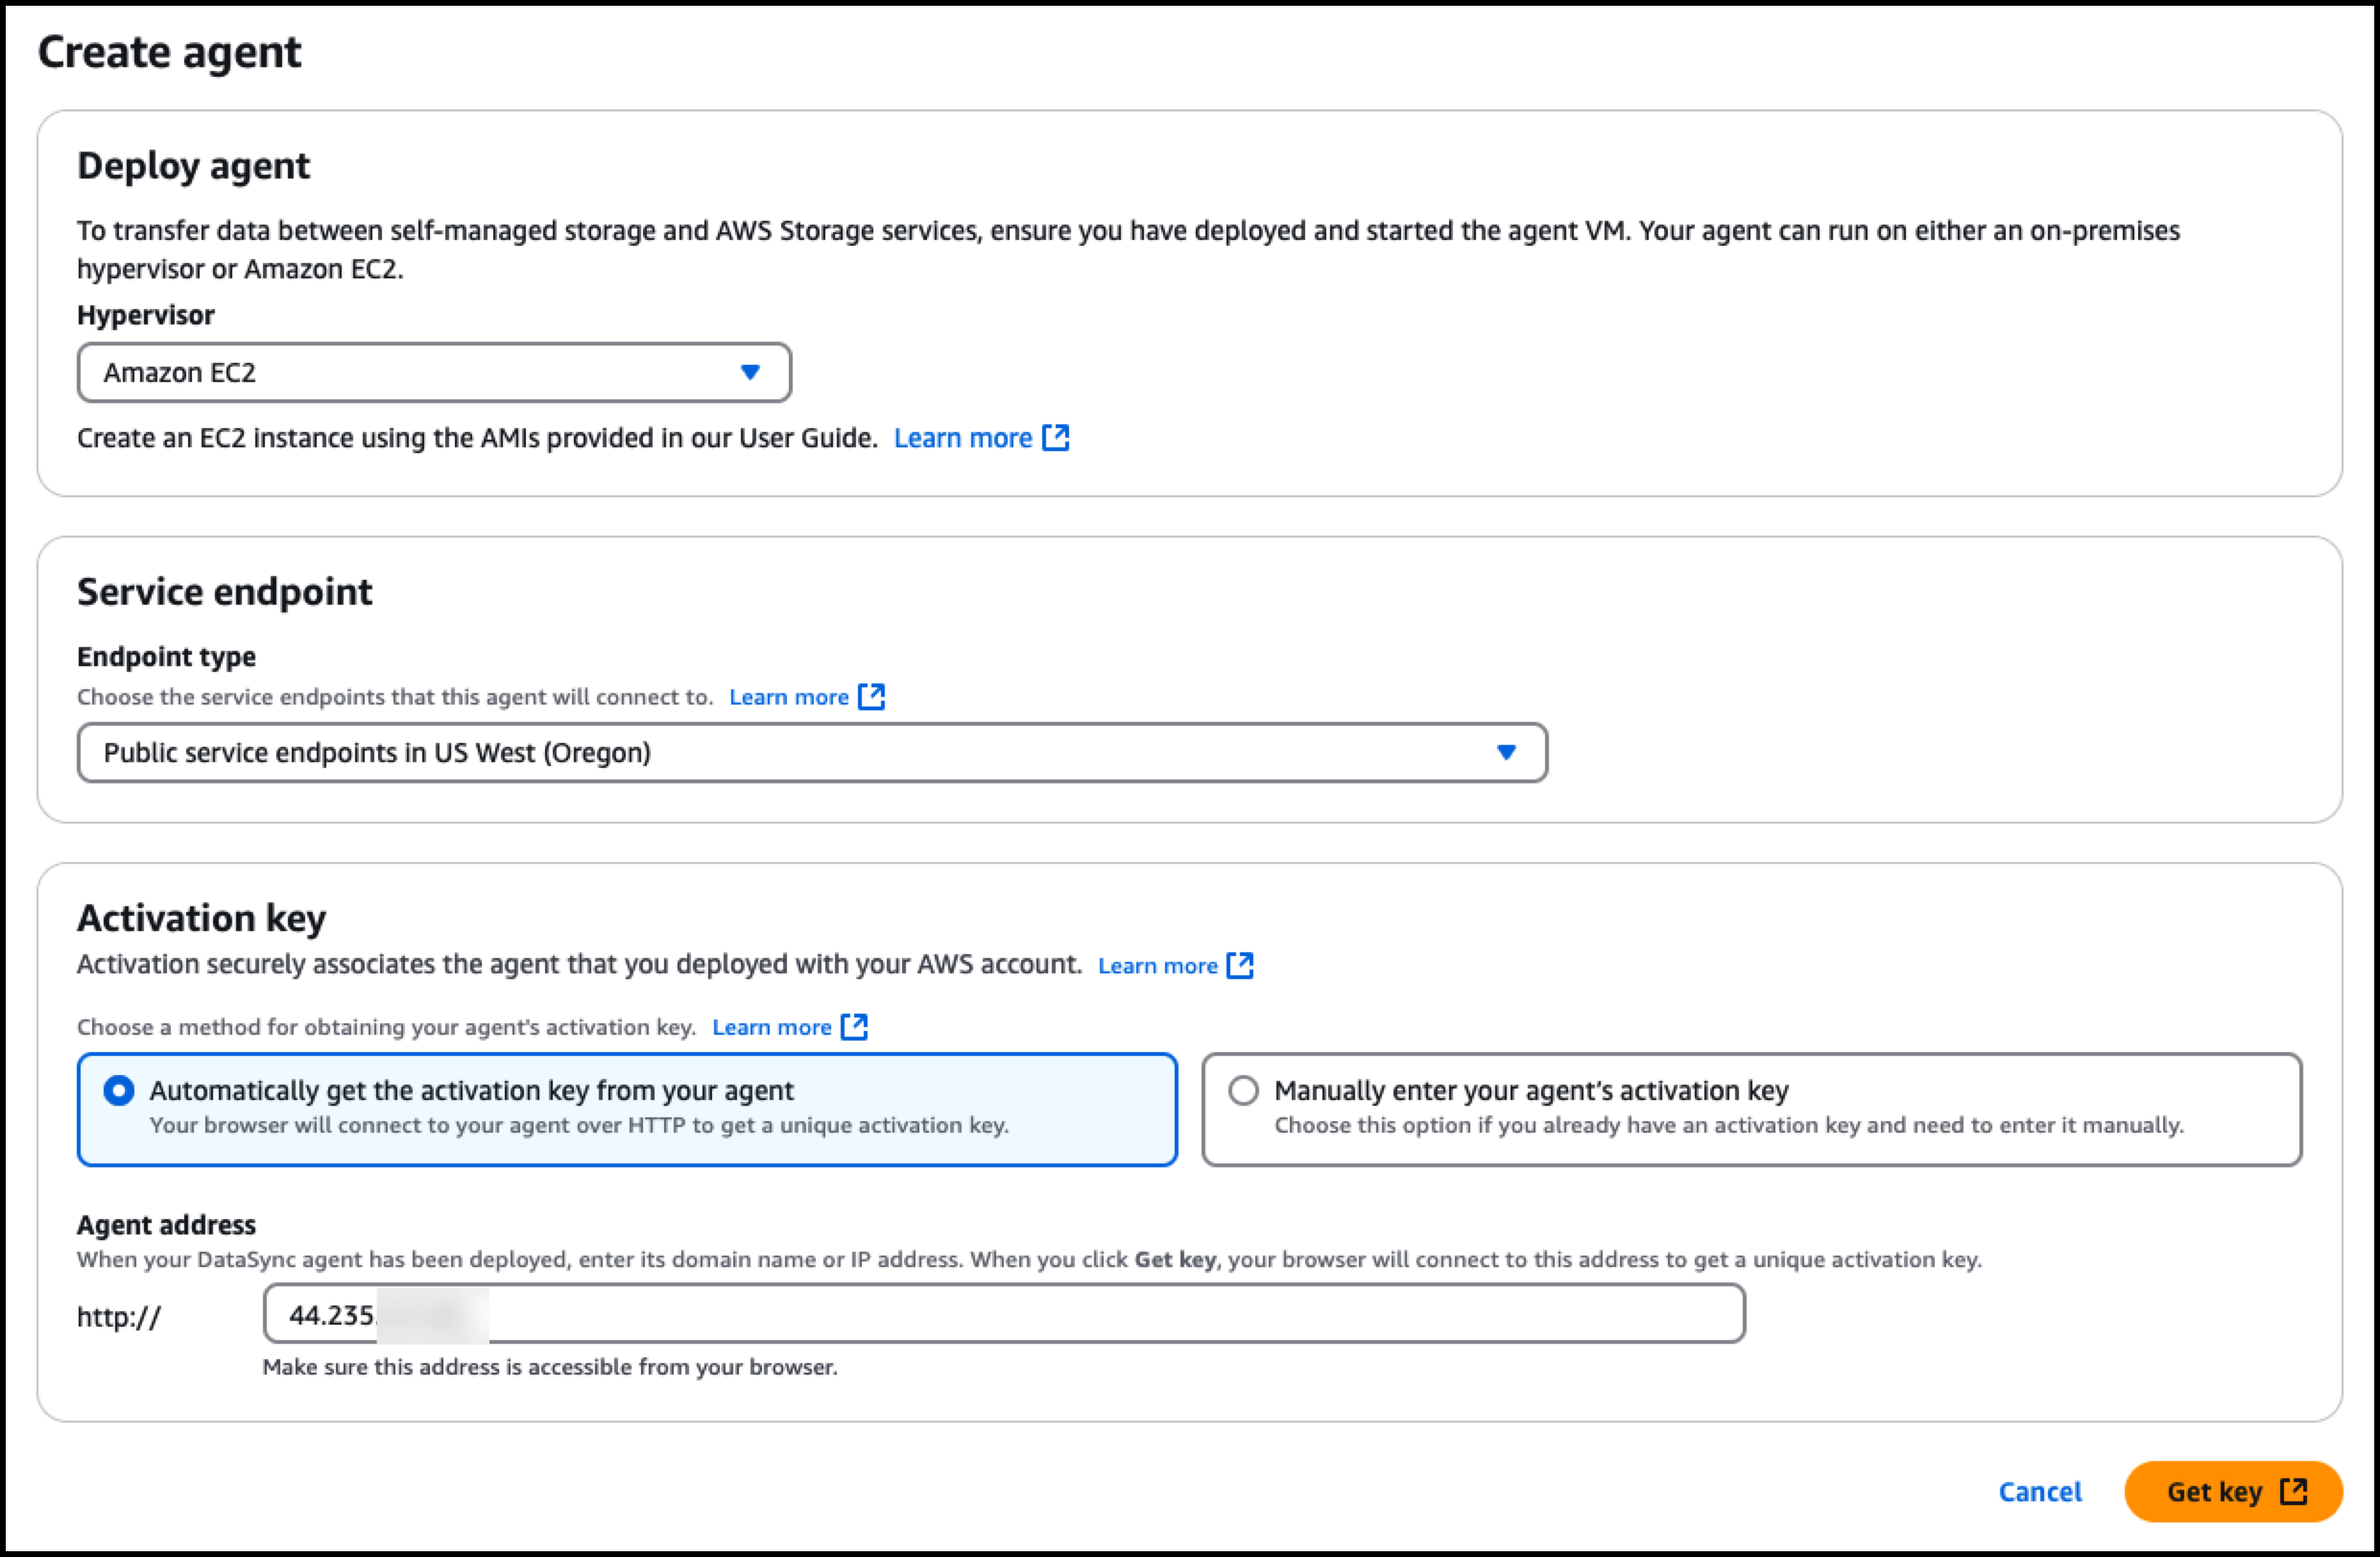 Create agent
Deploy agent
To transfer data between self-managed storage and AWS Storage services, ensure you have deployed and started the agent VM. Your agent can run on either an on-premises
hypervisor or Amazon EC2.
Hypervisor
Amazon EC2
Create an EC2 instance using the AMIs provided in our User Guide. Learn more
Service endpoint
Endpoint type
Choose the service endpoints that this agent will connect to. Learn more
Public service endpoints in US West (Oregon)
Activation key
Activation securely associates the agent that you deployed with your AWS account. Learn more
Choose a method for obtaining your agent's activation key. Learn more
Automatically get the activation key from your agent
Your browser will connect to your agent over HTTP to get a unique activation key.
Manually enter your agent's activation key
Choose this option if you already have an activation key and need to enter it manually.
Agent address
When your DataSync agent has been deployed, enter its domain name or IP address. When you click Get key, your browser will connect to this address to get a unique activation key.
http:// 44.235.
Make sure this address is accessible from your browser.
Cancel Get key